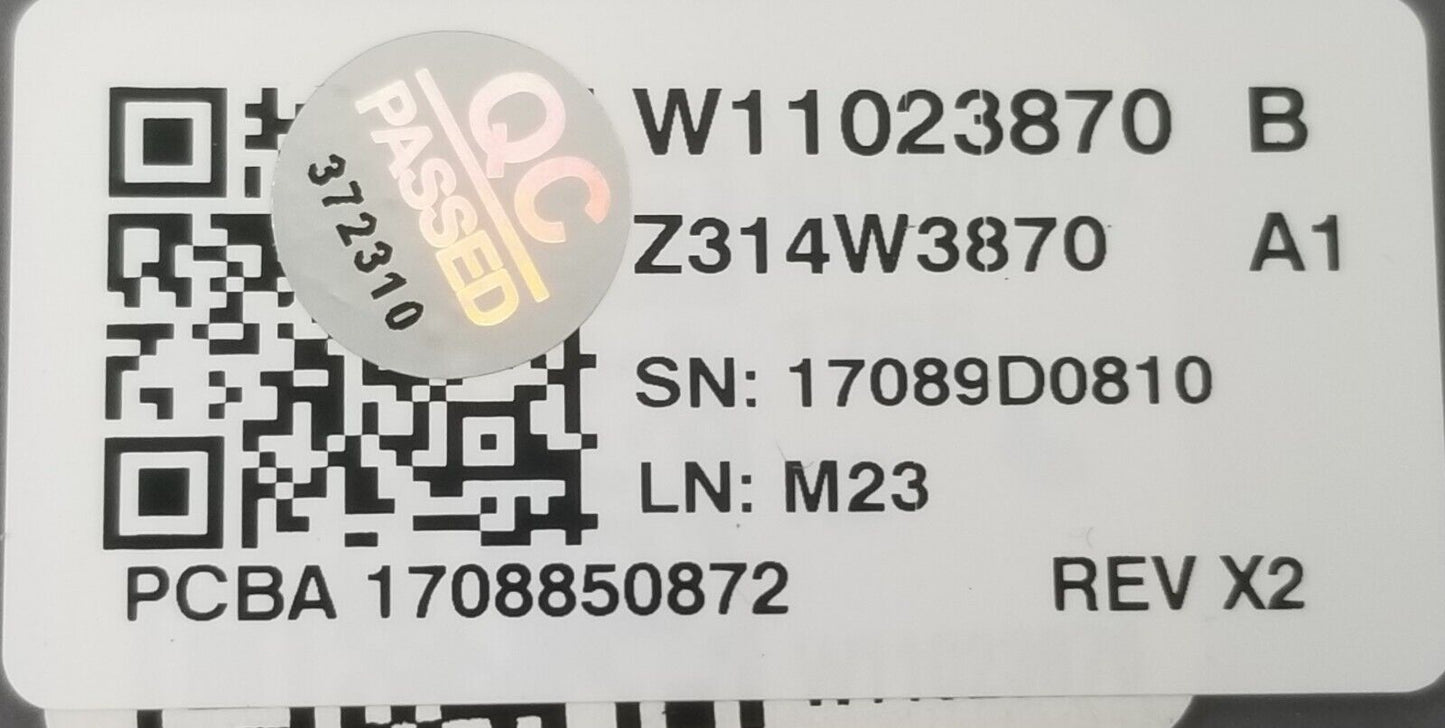 W11023870 B
Z314W3870 A1
SN: 17089D0810
LN: M23
PCBA 1708850872 REV X2
QC
PASSED
372310